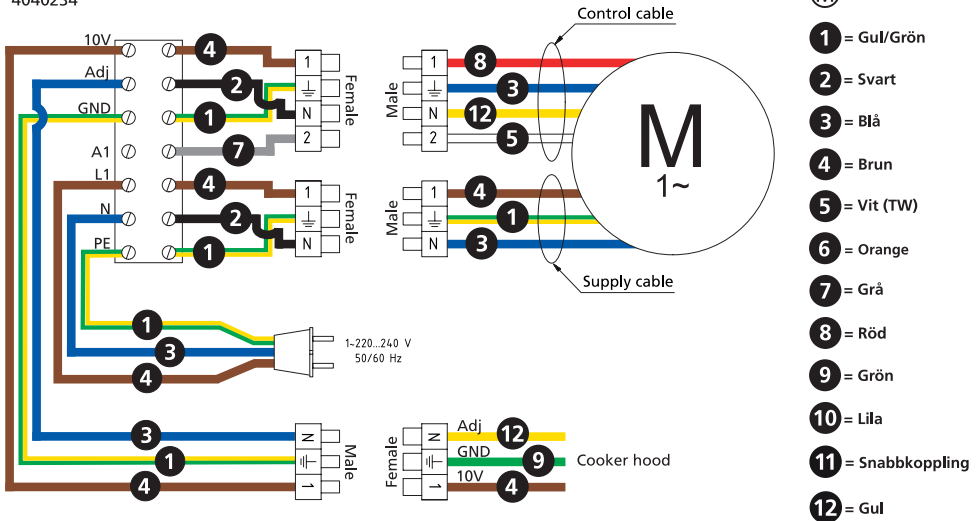 4040234
Control cable
10V
4
1
Female
Male
1
8
Adj
2
3
GND
1
N
N
12
A1
7
2
2
5
M
1~
L1
4
1
Female
Male
1
4
N
2
1
PE
1
N
N
3
Supply cable
1
3
1~220...240 V
50/60 Hz
4
3
N
Male
Female
N
Adj
12
1
GND
9
Cooker hood
4
1
1
10V
4
1 = Gul/Grön
2 = Svart
3 = Blå
4 = Brun
5 = Vit (TW)
6 = Orange
7 = Grå
8 = Röd
9 = Grön
10 = Lila
11 = Snabbkoppling
12 = Gul